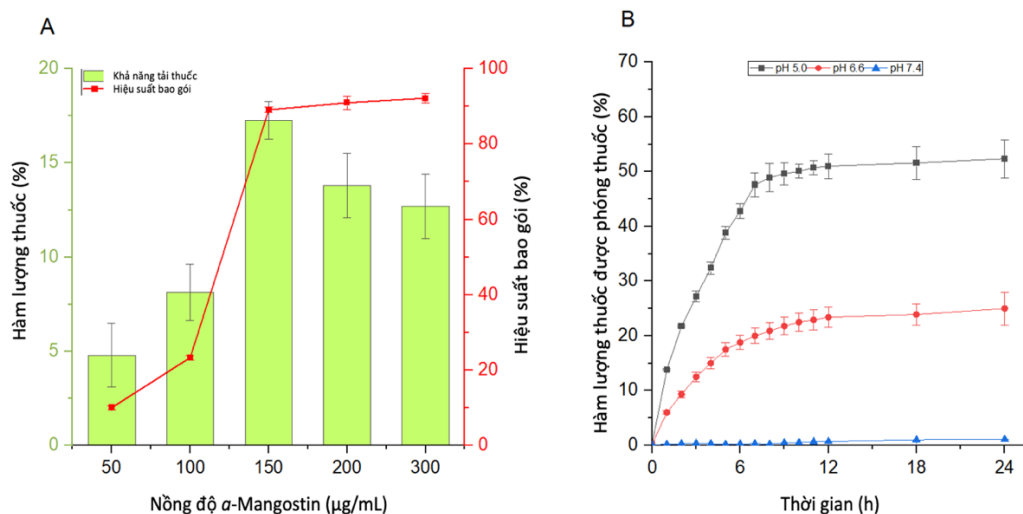 A
Khả năng tải thuốc
Hiệu suất bao gói
Hàm lượng thuốc (%)
20
15
10
5
0
100
80
60
40
20
0
Hiệu suất bao gói (%)
50 100 150 200 300
Nồng độ α-Mangostin (µg/mL)
B
pH 5.0 pH 6.6 pH 7.4
Hàm lượng thuốc được phóng thuốc (%)
70
60
50
40
30
20
10
0
0 6 12 18 24
Thời gian (h)